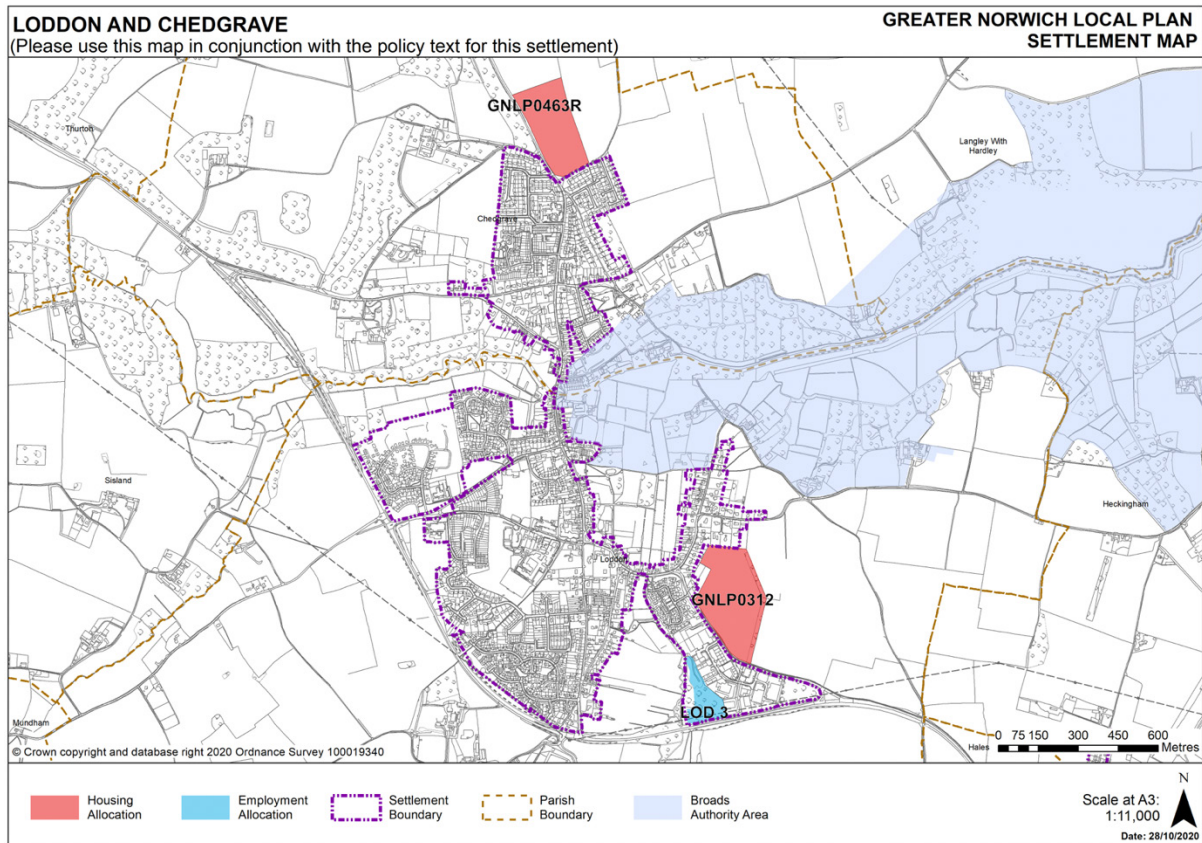 LODDON AND CHEDGRAVE
(Please use this map in conjunction with the policy text for this settlement)
GREATER NORWICH LOCAL PLAN
SETTLEMENT MAP
GNLP0463R
Thurton
Langley With
Hardley
Chedgrave
Sisland
Heckingham
Loddon
GNLP0312
LOD 3
Mundham
Hales
0 75 150 300 450 600
Metres
© Crown copyright and database right 2020 Ordnance Survey 100019340
Housing
Allocation
Employment
Allocation
Settlement
Boundary
Parish
Boundary
Broads
Authority Area
Scale at A3:
1:11,000
N
Date: 28/10/2020